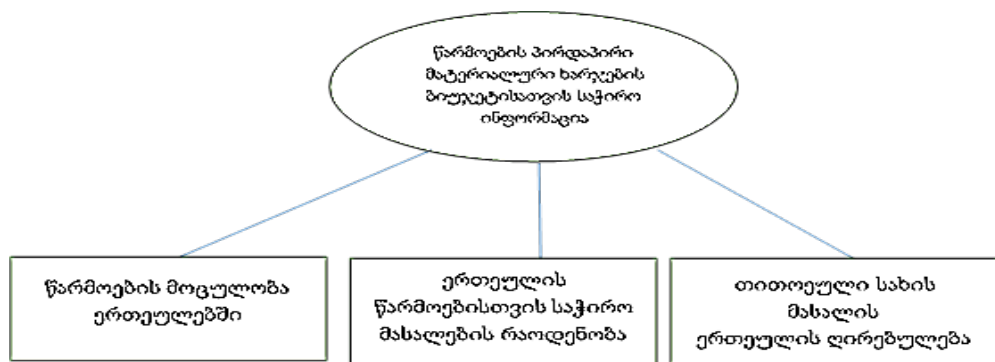 წარმოების პირდაპირი
მატერიალური ხარჯების
ბიუჯეტისათვის საჭირო
ინფორმაცია
წარმოების მოცულობა
ერთეულებში
ერთეულის
წარმოებისთვის საჭირო
მასალების რაოდენობა
თითოეული სახის
მასალის
ერთეულის ღირებულება